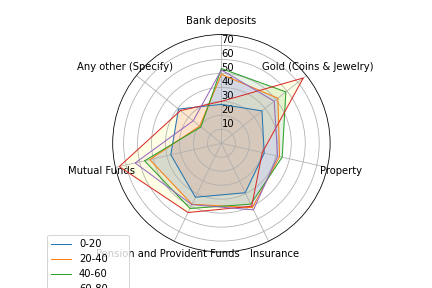 Bank deposits
70
60
Any other (Specify)
Gold (Coins & Jewelry)
50
40
30
20
10
Mutual Funds
Property
Pension and Provident Funds
Insurance
0-20
20-40
40-60
60-80